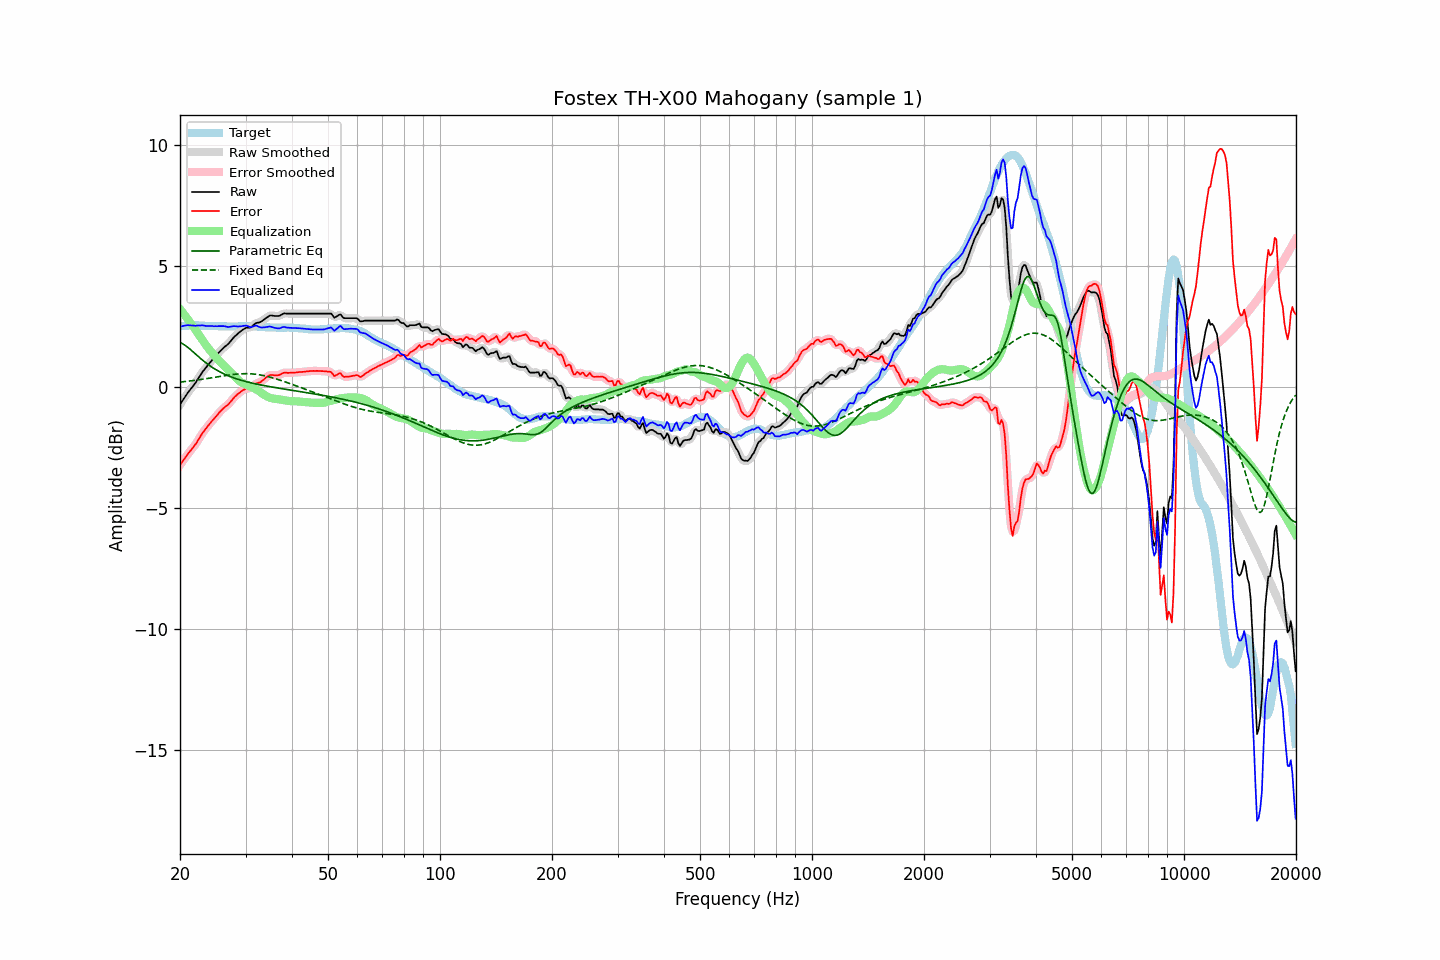 Fostex TH-X00 Mahogany (sample 1)
Target
Raw Smoothed
Error Smoothed
Raw
Error
Equalization
Parametric Eq
Fixed Band Eq
Equalized
10
5
0
−5
−10
−15
Amplitude (dBr)
20 50 100 200 500 1000 2000 5000 10000 20000
Frequency (Hz)